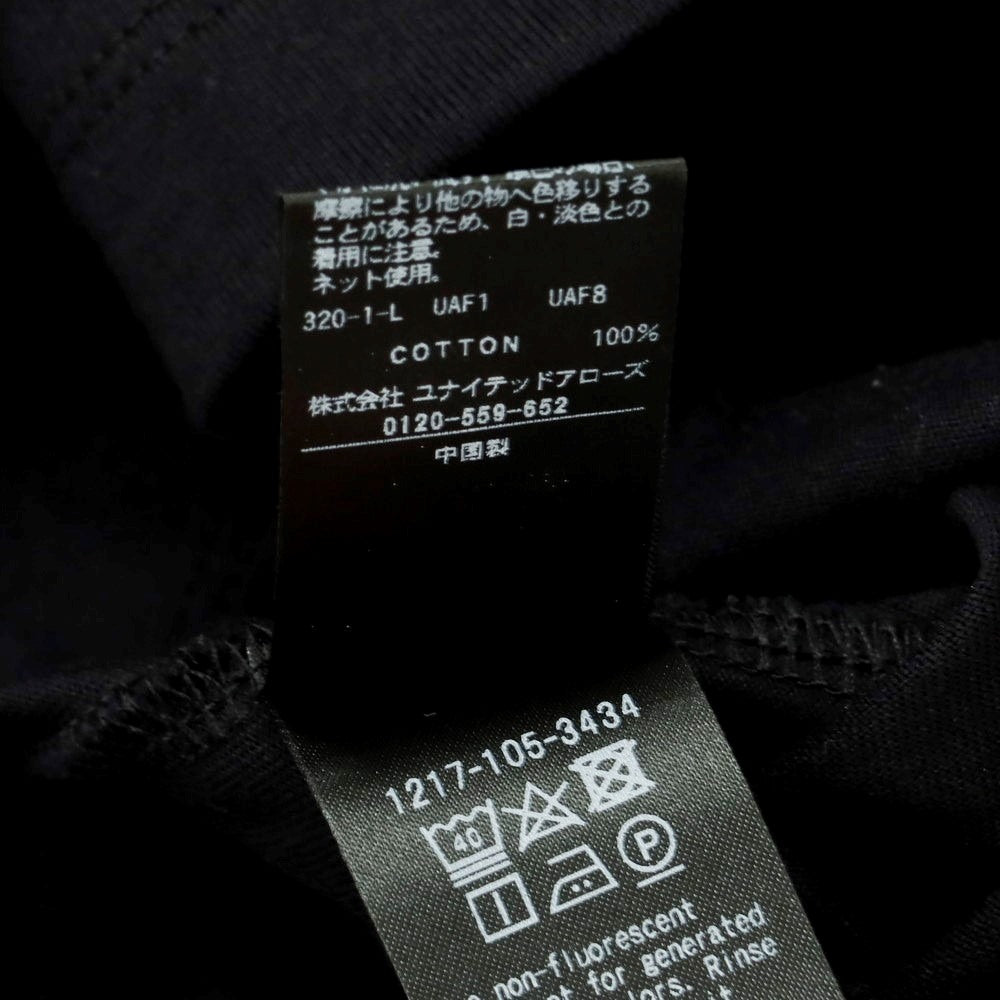 摩擦により他の物へ色移りする
ことがあるため、白・淡色との
着用に注意。
ネット使用。
320-1-L UAF1 UAF8
COTTON 100%
株式会社 ユナイテッドアローズ
0120-559-652
中国製
1217-105-3434
40
P
non-fluorescent
for generated
Rinse